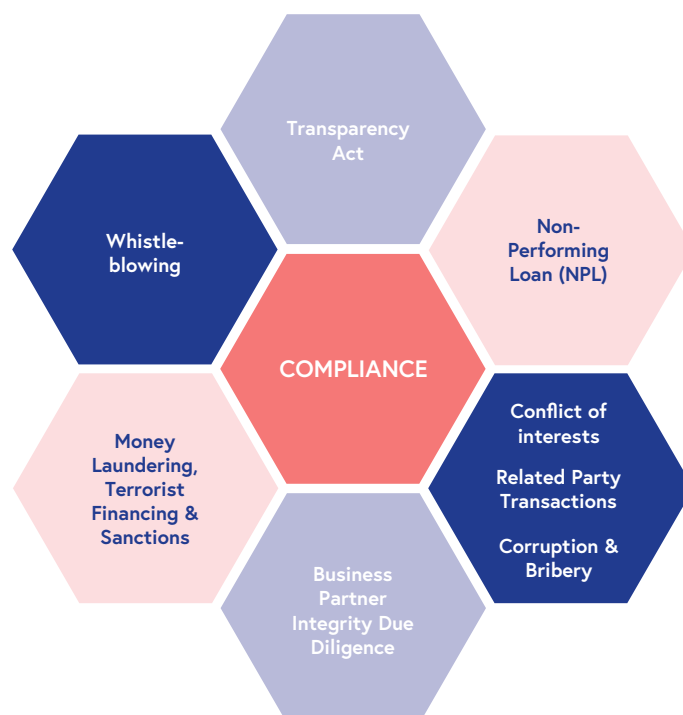 Transparency
Act
Whistle-
blowing
Non-
Performing
Loan (NPL)
COMPLIANCE
Money
Laundering,
Terrorist
Financing &
Sanctions
Conflict of
interests
Related Party
Transactions
Corruption &
Bribery
Business
Partner
Integrity Due
Diligence